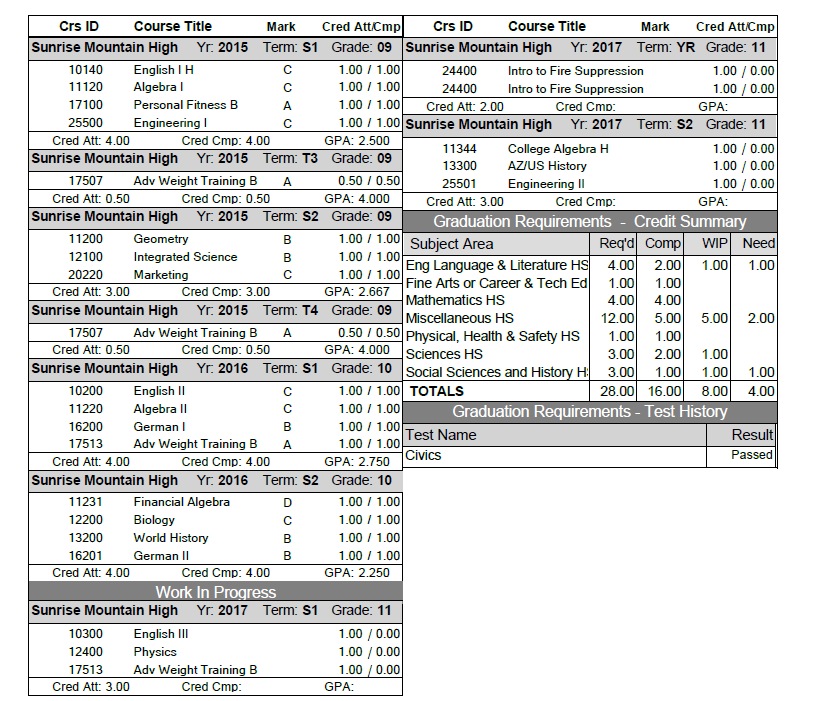 Crs ID Course Title Mark Cred Att/Cmp
Sunrise Mountain High Yr: 2015 Term: S1 Grade: 09
10140 English I H C 1.00 / 1.00
11120 Algebra I C 1.00 / 1.00
17100 Personal Fitness B A 1.00 / 1.00
25500 Engineering I C 1.00 / 1.00
Cred Att: 4.00 Cred Cmp: 4.00 GPA: 2.500
Sunrise Mountain High Yr: 2015 Term: T3 Grade: 09
17507 Adv Weight Training B A 0.50 / 0.50
Cred Att: 0.50 Cred Cmp: 0.50 GPA: 4.000
Sunrise Mountain High Yr: 2015 Term: S2 Grade: 09
11200 Geometry B 1.00 / 1.00
12100 Integrated Science B 1.00 / 1.00
20220 Marketing C 1.00 / 1.00
Cred Att: 3.00 Cred Cmp: 3.00 GPA: 2.667
Sunrise Mountain High Yr: 2015 Term: T4 Grade: 09
17507 Adv Weight Training B A 0.50 / 0.50
Cred Att: 0.50 Cred Cmp: 0.50 GPA: 4.000
Sunrise Mountain High Yr: 2016 Term: S1 Grade: 10
10200 English II C 1.00 / 1.00
11220 Algebra II C 1.00 / 1.00
16200 German I B 1.00 / 1.00
17513 Adv Weight Training B A 1.00 / 1.00
Cred Att: 4.00 Cred Cmp: 4.00 GPA: 2.750
Sunrise Mountain High Yr: 2016 Term: S2 Grade: 10
11231 Financial Algebra D 1.00 / 1.00
12200 Biology C 1.00 / 1.00
13200 World History B 1.00 / 1.00
16201 German II B 1.00 / 1.00
Cred Att: 4.00 Cred Cmp: 4.00 GPA: 2.250
Work In Progress
Sunrise Mountain High Yr: 2017 Term: S1 Grade: 11
10300 English III 1.00 / 0.00
12400 Physics 1.00 / 0.00
17513 Adv Weight Training B 1.00 / 0.00
Cred Att: 3.00 Cred Cmp: GPA:
Crs ID Course Title Mark Cred Att/Cmp
Sunrise Mountain High Yr: 2017 Term: YR Grade: 11
24400 Intro to Fire Suppression 1.00 / 0.00
24400 Intro to Fire Suppression 1.00 / 0.00
Cred Att: 2.00 Cred Cmp: GPA:
Sunrise Mountain High Yr: 2017 Term: S2 Grade: 11
11344 College Algebra H 1.00 / 0.00
13300 AZ/US History 1.00 / 0.00
25501 Engineering II 1.00 / 0.00
Cred Att: 3.00 Cred Cmp: GPA:
Graduation Requirements - Credit Summary
Subject Area Req'd Comp WIP Need
Eng Language & Literature HS 4.00 2.00 1.00 1.00
Fine Arts or Career & Tech Ed 1.00 1.00
Mathematics HS 4.00 4.00
Miscellaneous HS 12.00 5.00 5.00 2.00
Physical, Health & Safety HS 1.00 1.00
Sciences HS 3.00 2.00 1.00
Social Sciences and History H 3.00 1.00 1.00 1.00
TOTALS 28.00 16.00 8.00 4.00
Graduation Requirements - Test History
Test Name Result
Civics Passed